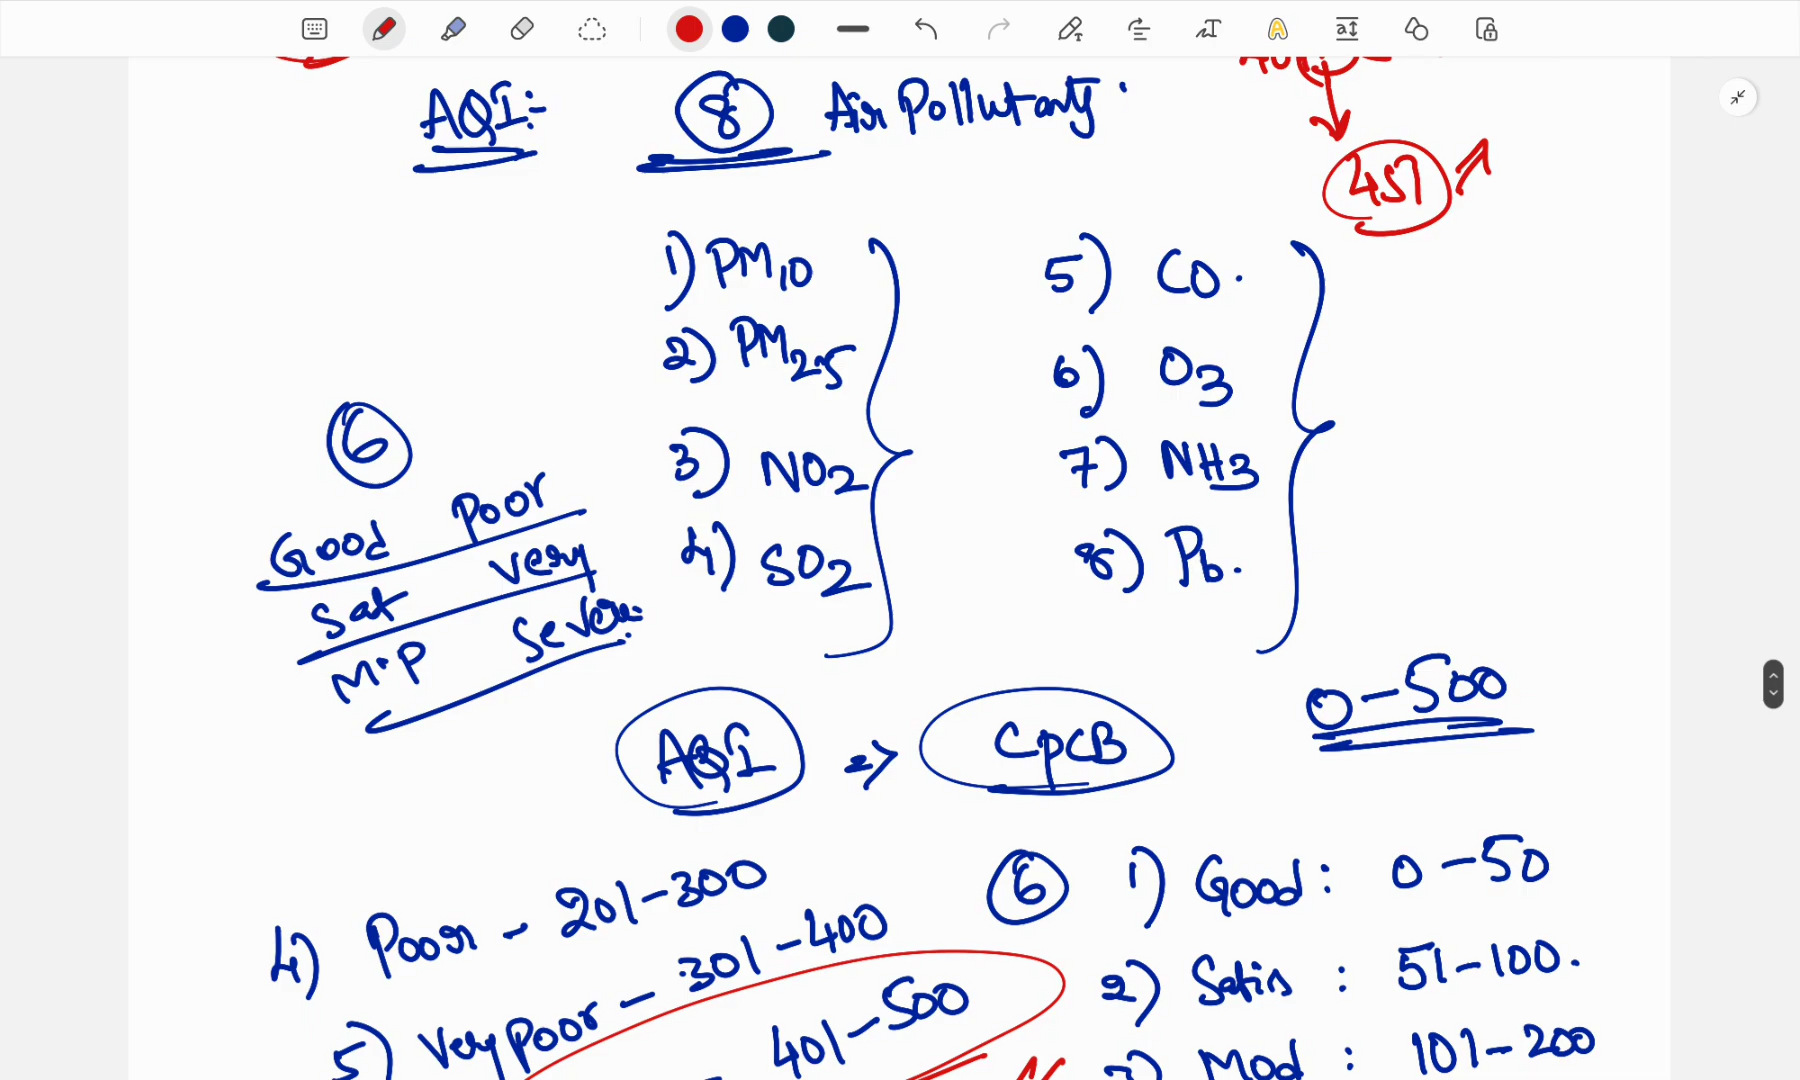 AQI:- 8 Air Pollutants.
457
1) PM10
2) PM2.5
3) NO2
4) SO2
5) CO.
6) O3
7) NH3
8) Pb.
6
Good Poor
Sat Very
M.P Severe
AQI => CPCB
0-500
6 1) Good : 0-50
2) Satis : 51-100.
3) Mod : 101-200
4) Poor - 201-300
5) Very Poor - 301-400
401-500